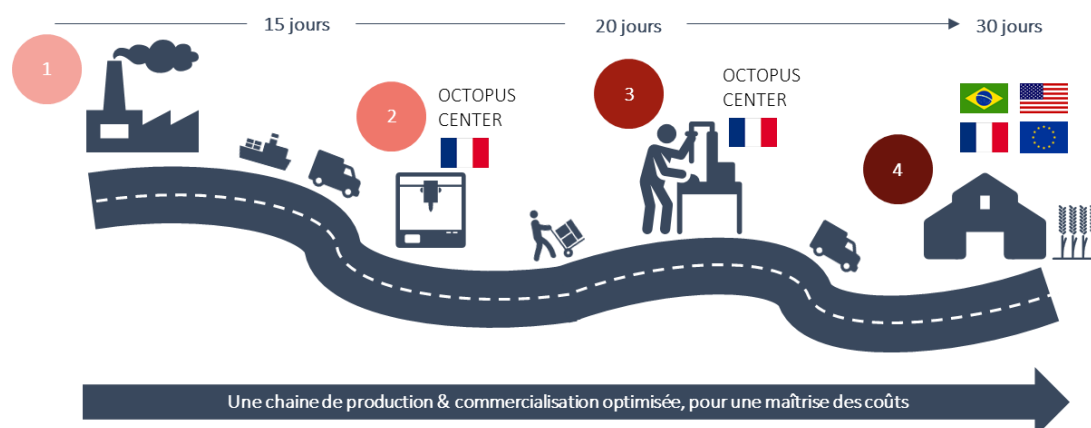 15 jours
20 jours
30 jours
1
2
OCTOPUS
CENTER
3
OCTOPUS
CENTER
4
Une chaine de production & commercialisation optimisée, pour une maîtrise des coûts